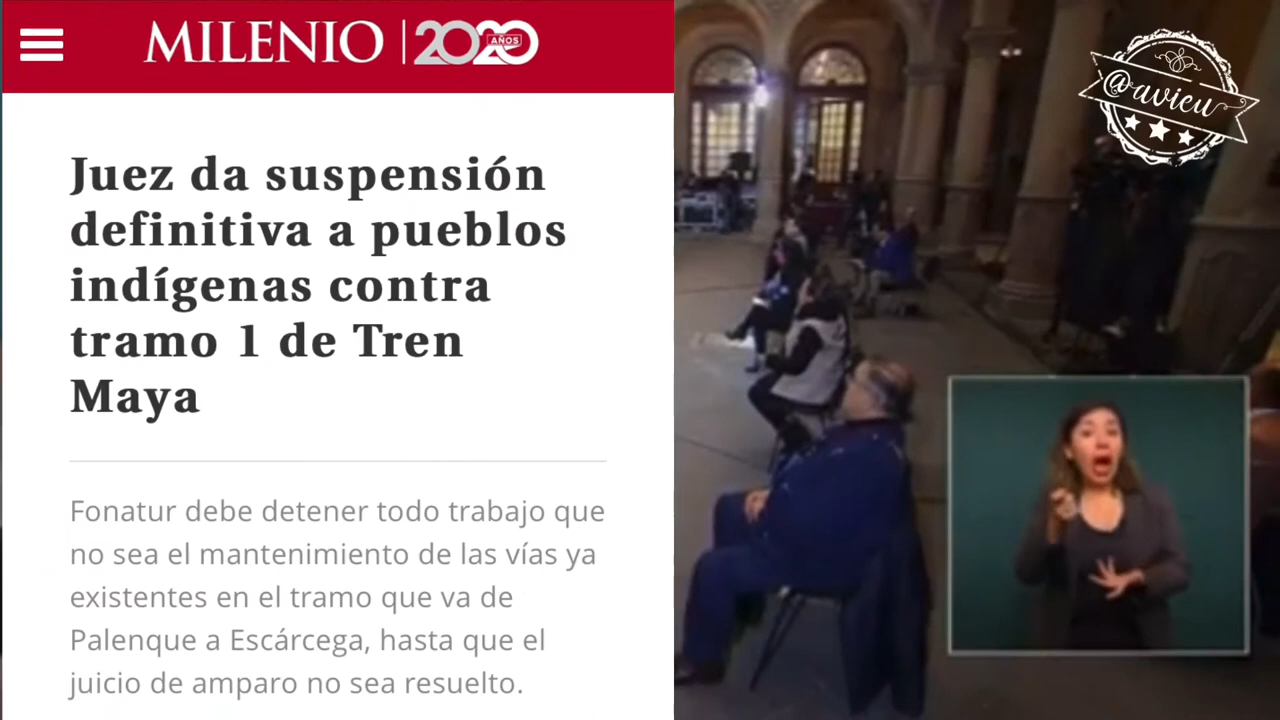 MILENIO | 2020 AÑOS
@avieu
Juez da suspensión
definitiva a pueblos
indígenas contra
tramo 1 de Tren
Maya
Fonatur debe detener todo trabajo que
no sea el mantenimiento de las vías ya
existentes en el tramo que va de
Palenque a Escárcega, hasta que el
juicio de amparo no sea resuelto.